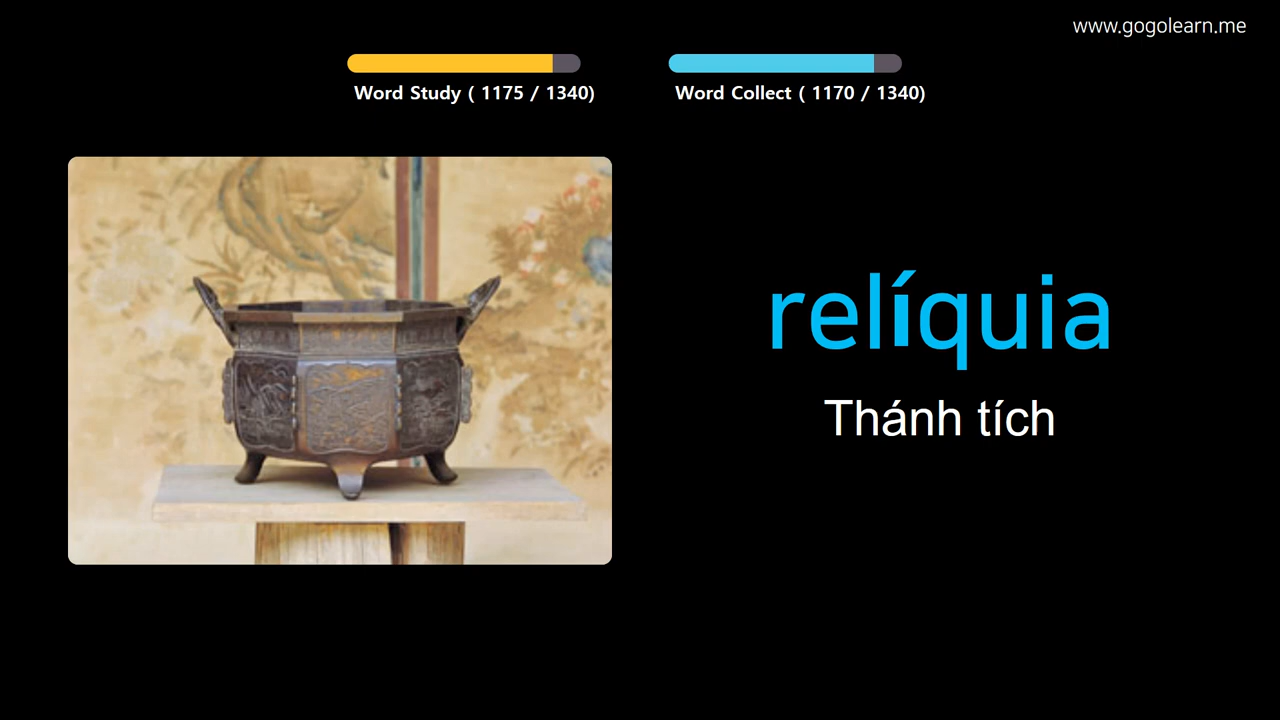 www.gogolearn.me
Word Study ( 1175 / 1340)
Word Collect ( 1170 / 1340)
relíquia
Thánh tích